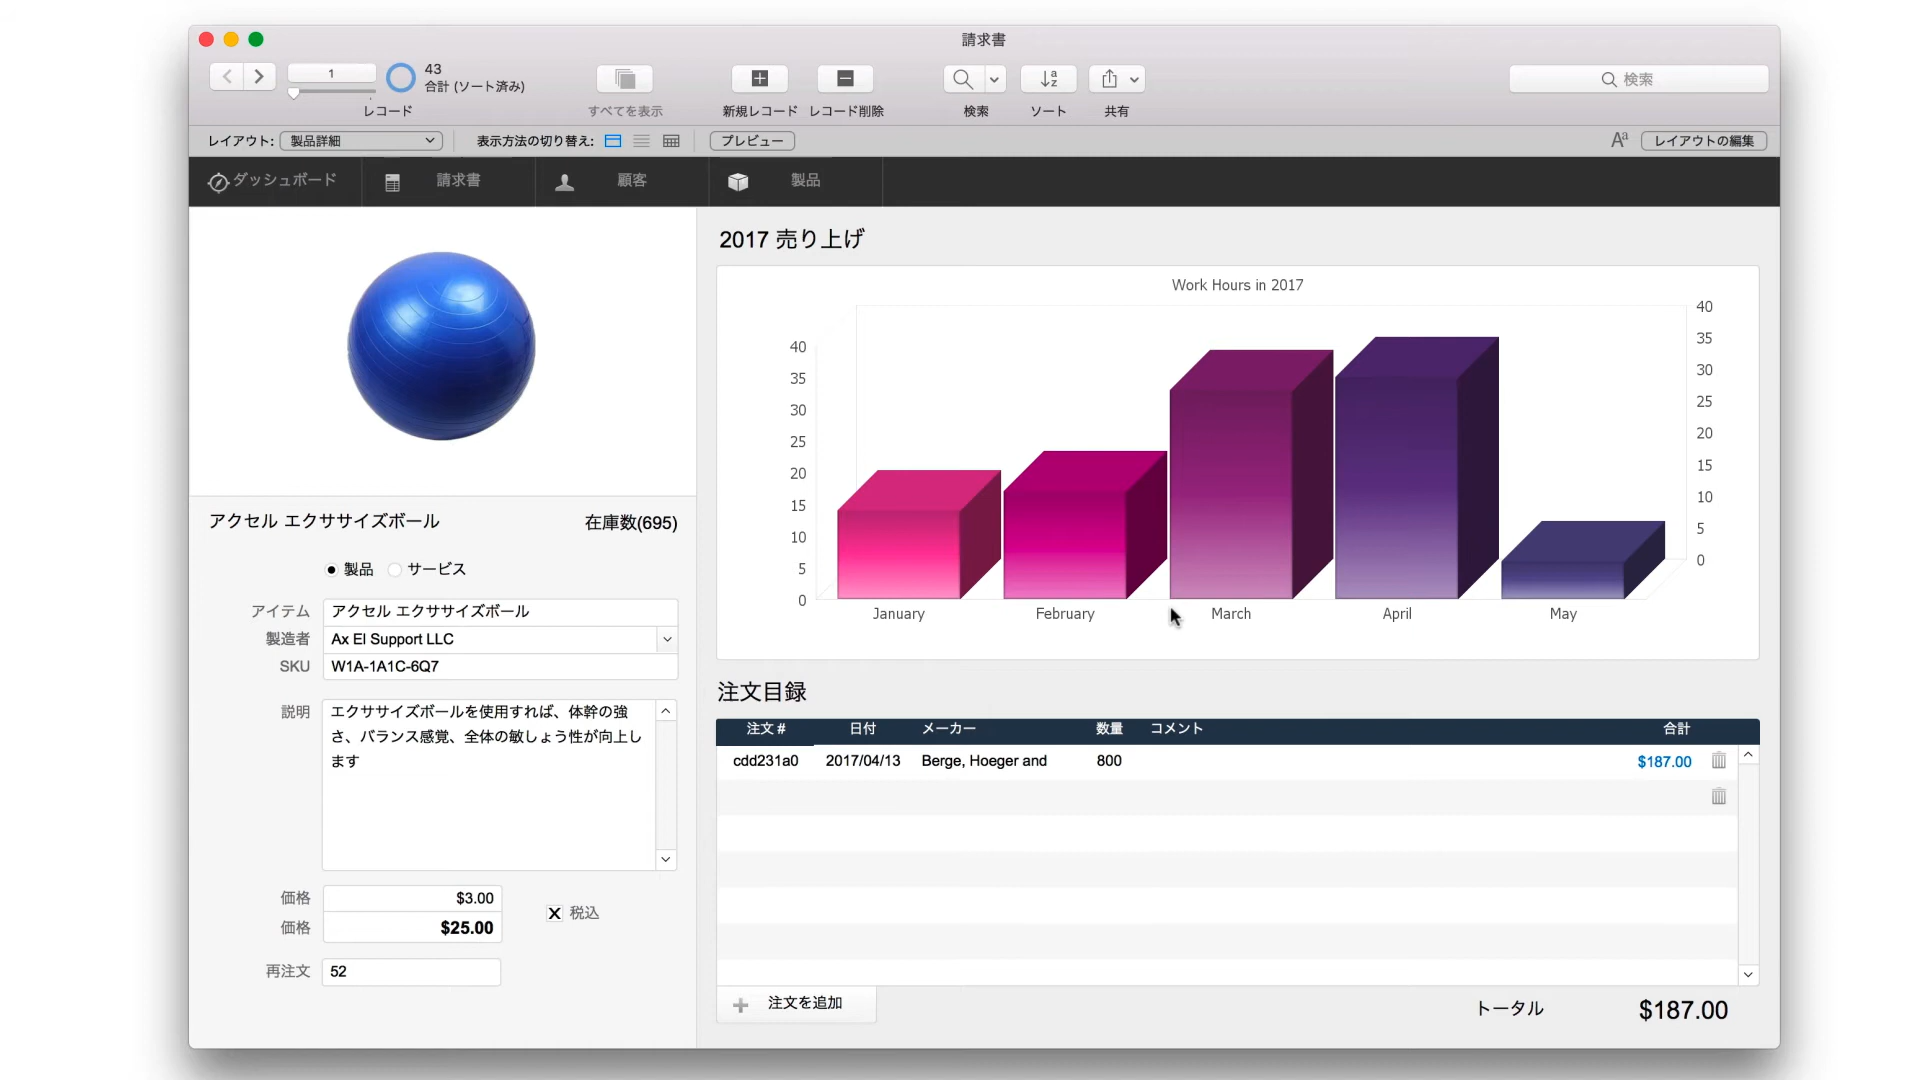 請求書
1
43
合計 (ソート済み)
レコード
すべてを表示
新規レコード
レコード削除
検索
ソート
共有
検索
レイアウト:
製品詳細
表示方法の切り替え:
プレビュー
Aa
レイアウトの編集
ダッシュボード
請求書
顧客
製品
アクセル エクササイズボール
在庫数(695)
製品
サービス
アイテム
アクセル エクササイズボール
製造者
Ax El Support LLC
SKU
W1A-1A1C-6Q7
説明
エクササイズボールを使用すれば、体幹の強
さ、バランス感覚、全体の敏しょう性が向上し
ます
価格
$3.00
価格
$25.00
X 税込
再注文
52
2017 売り上げ
Work Hours in 2017
40
35
30
25
20
15
10
5
0
40
35
30
25
20
15
10
5
0
January
February
March
April
May
注文目録
注文 # 日付 メーカー 数量 コメント 合計
cdd231a0 2017/04/13 Berge, Hoeger and 800 $187.00
注文を追加
トータル
$187.00